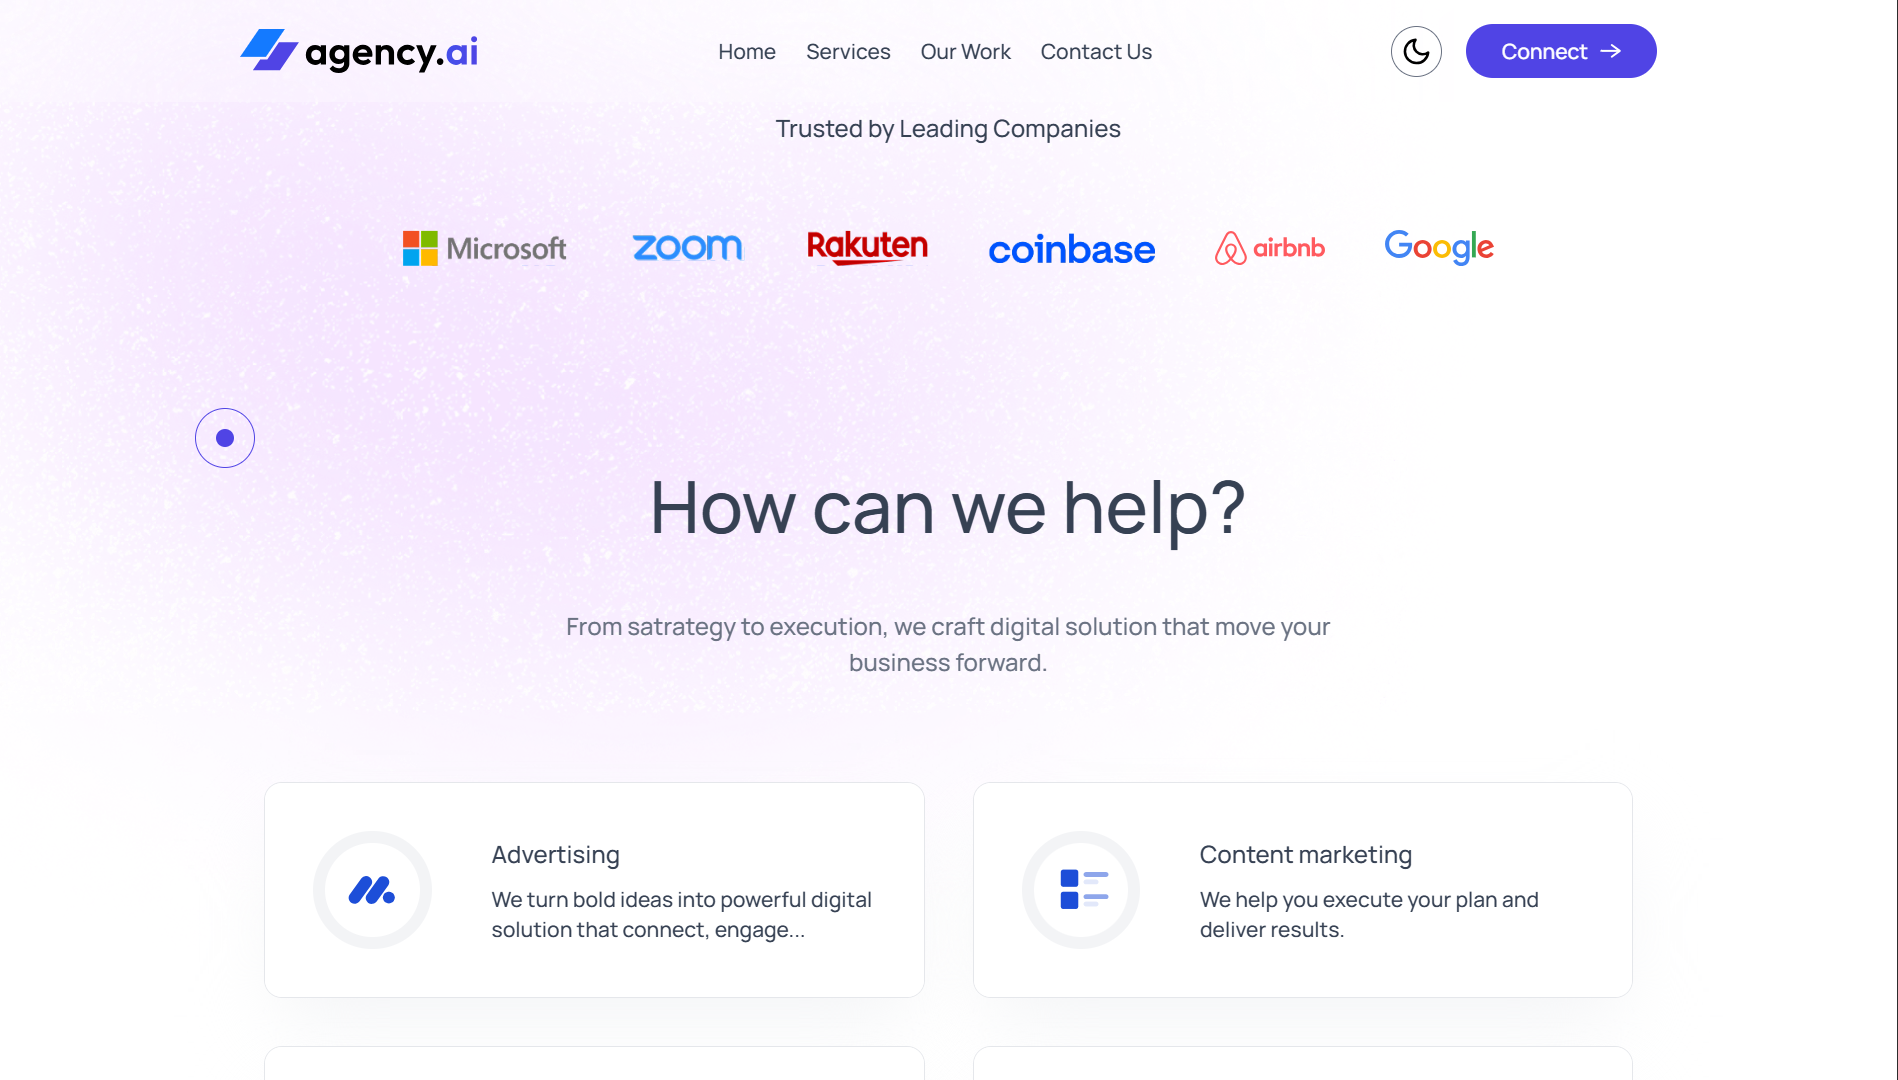 agency.ai
Home Services Our Work Contact Us
Connect
Trusted by Leading Companies
Microsoft zoom Rakuten coinbase airbnb Google
How can we help?
From satrategy to execution, we craft digital solution that move your
business forward.
Advertising
We turn bold ideas into powerful digital
solution that connect, engage...
Content marketing
We help you execute your plan and
deliver results.